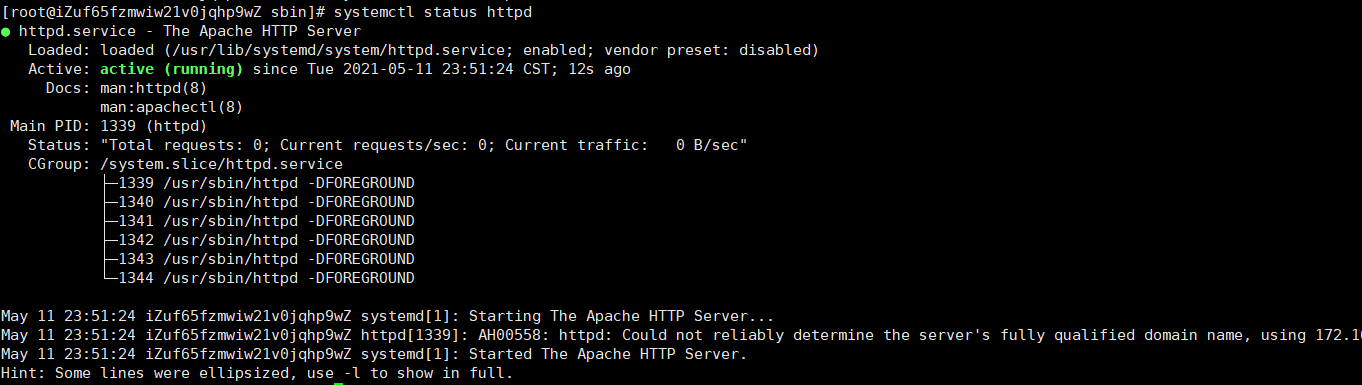 [root@iZuf65fzmwiw21v0jqhp9wZ sbin]# systemctl status httpd
● httpd.service - The Apache HTTP Server
   Loaded: loaded (/usr/lib/systemd/system/httpd.service; enabled; vendor preset: disabled)
   Active: active (running) since Tue 2021-05-11 23:51:24 CST; 12s ago
     Docs: man:httpd(8)
           man:apachectl(8)
 Main PID: 1339 (httpd)
   Status: "Total requests: 0; Current requests/sec: 0; Current traffic:   0 B/sec"
   CGroup: /system.slice/httpd.service
           ├─1339 /usr/sbin/httpd -DFOREGROUND
           ├─1340 /usr/sbin/httpd -DFOREGROUND
           ├─1341 /usr/sbin/httpd -DFOREGROUND
           ├─1342 /usr/sbin/httpd -DFOREGROUND
           ├─1343 /usr/sbin/httpd -DFOREGROUND
           └─1344 /usr/sbin/httpd -DFOREGROUND
May 11 23:51:24 iZuf65fzmwiw21v0jqhp9wZ systemd[1]: Starting The Apache HTTP Server...
May 11 23:51:24 iZuf65fzmwiw21v0jqhp9wZ httpd[1339]: AH00558: httpd: Could not reliably determine the server's fully qualified domain name, using 172.16
May 11 23:51:24 iZuf65fzmwiw21v0jqhp9wZ systemd[1]: Started The Apache HTTP Server.
Hint: Some lines were ellipsized, use -l to show in full.